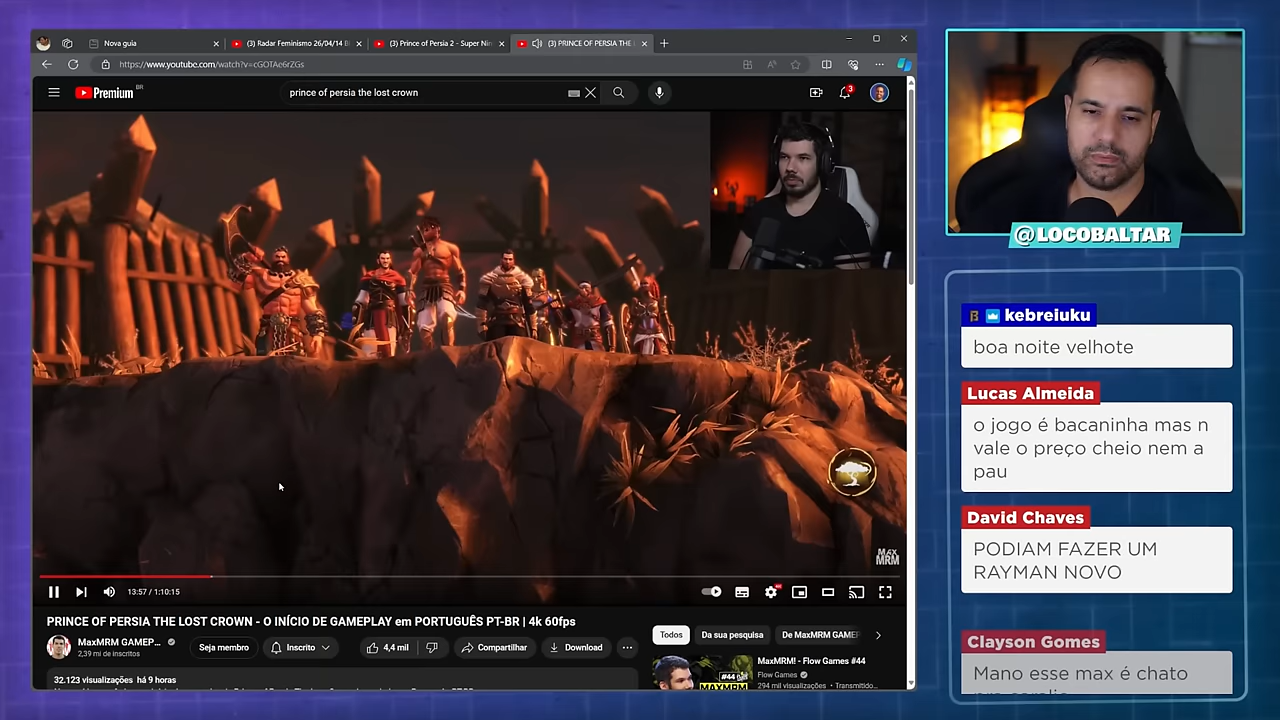 Nova guia
(3) Radar Feminismo 26/04/14 B
(3) Prince of Persia 2 - Super Nin
(3) PRINCE OF PERSIA THE
https://www.youtube.com/watch?v=cGOTAe6rZGs
Premium BR
prince of persia the lost crown
3
@LOCOBALTAR
kebreiuku
boa noite velhote
Lucas Almeida
o jogo é bacaninha mas n
vale o preço cheio nem a
pau
David Chaves
PODIAM FAZER UM
RAYMAN NOVO
Clayson Gomes
Mano esse max é chato
MAX
MRM
13:57 / 1:10:15
PRINCE OF PERSIA THE LOST CROWN - O INÍCIO DE GAMEPLAY em PORTUGUÊS PT-BR | 4k 60fps
MaxMRM GAMEP...
2,39 mi de inscritos
Seja membro
Inscrito
4,4 mil
Compartilhar
Download
32.123 visualizações há 9 horas
Todos
Da sua pesquisa
De MaxMRM GAMEP
MaxMRM! - Flow Games #44
Flow Games
294 mil visualizações • Transmitido...
#44
MAXMRM